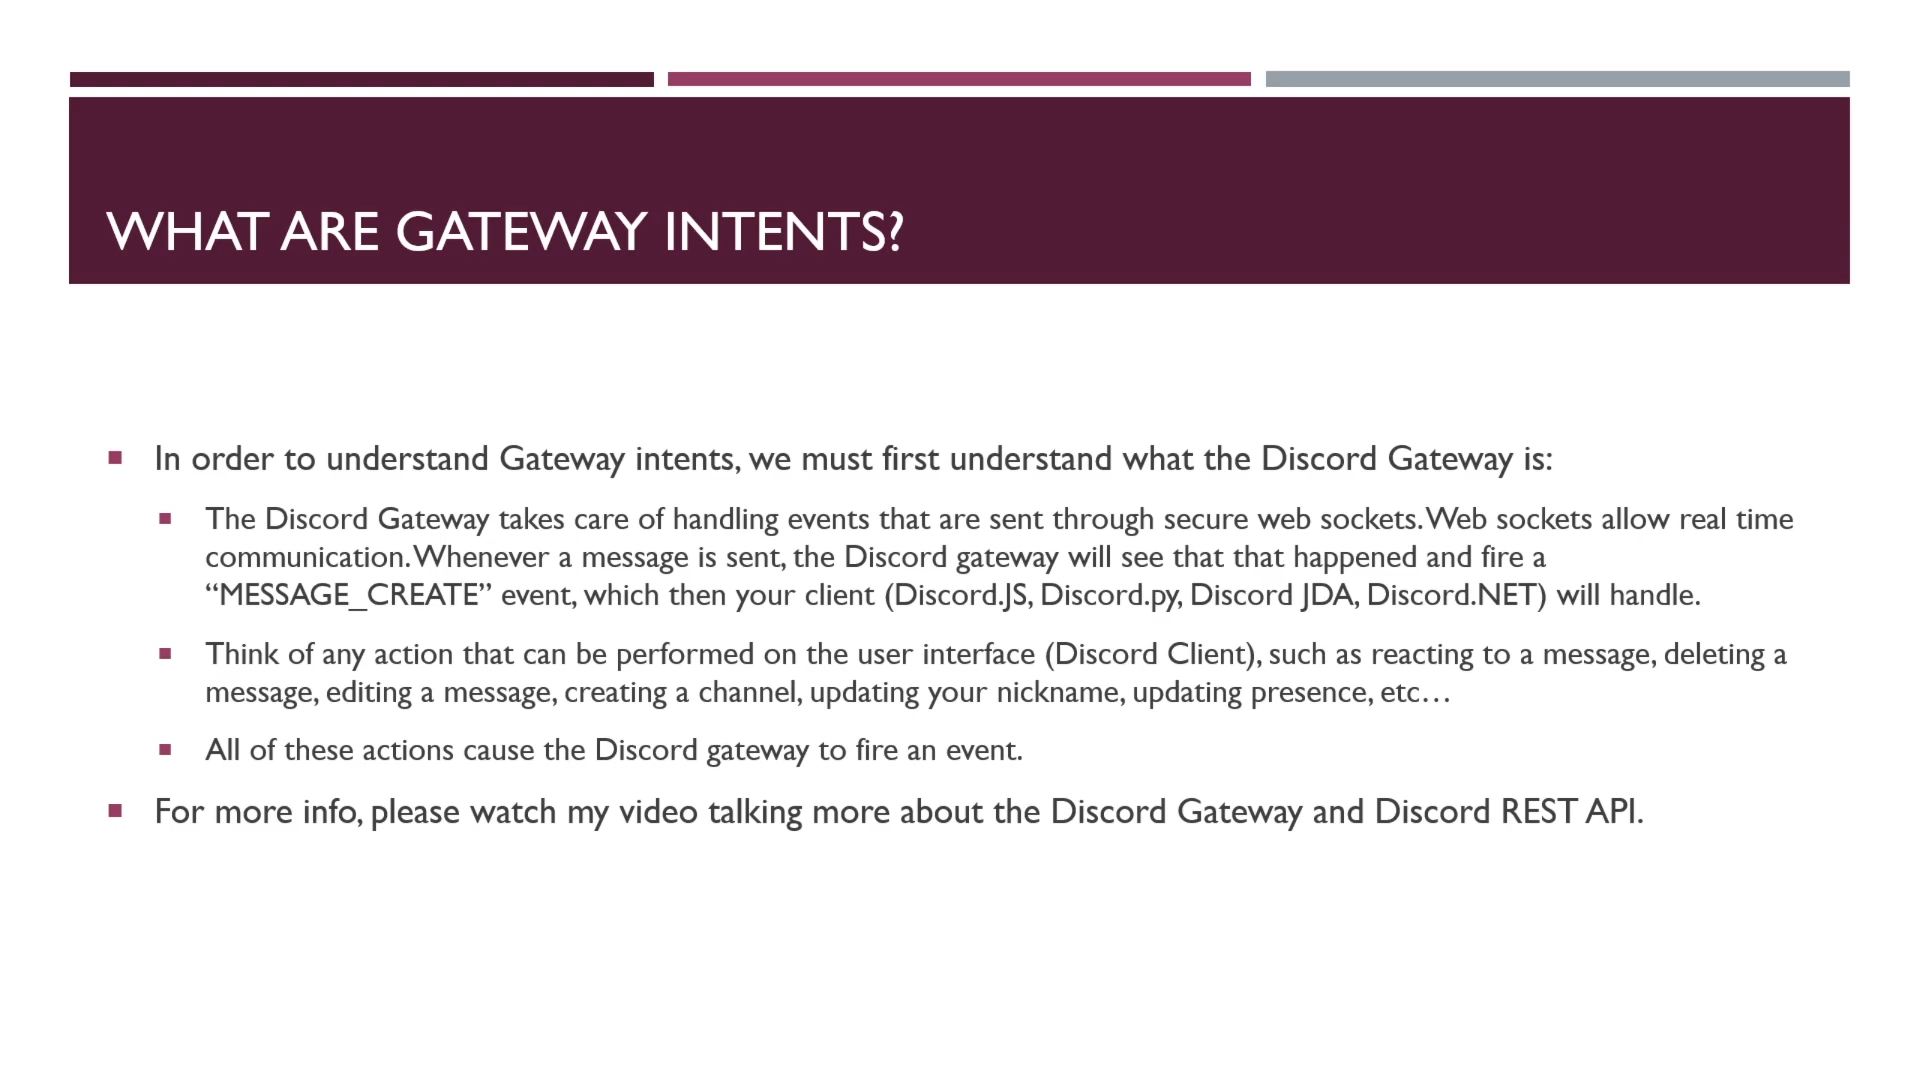 WHAT ARE GATEWAY INTENTS?
In order to understand Gateway intents, we must first understand what the Discord Gateway is:
The Discord Gateway takes care of handling events that are sent through secure web sockets. Web sockets allow real time
communication. Whenever a message is sent, the Discord gateway will see that that happened and fire a
“MESSAGE_CREATE” event, which then your client (Discord.JS, Discord.py, Discord JDA, Discord.NET) will handle.
Think of any action that can be performed on the user interface (Discord Client), such as reacting to a message, deleting a
message, editing a message, creating a channel, updating your nickname, updating presence, etc…
All of these actions cause the Discord gateway to fire an event.
For more info, please watch my video talking more about the Discord Gateway and Discord REST API.